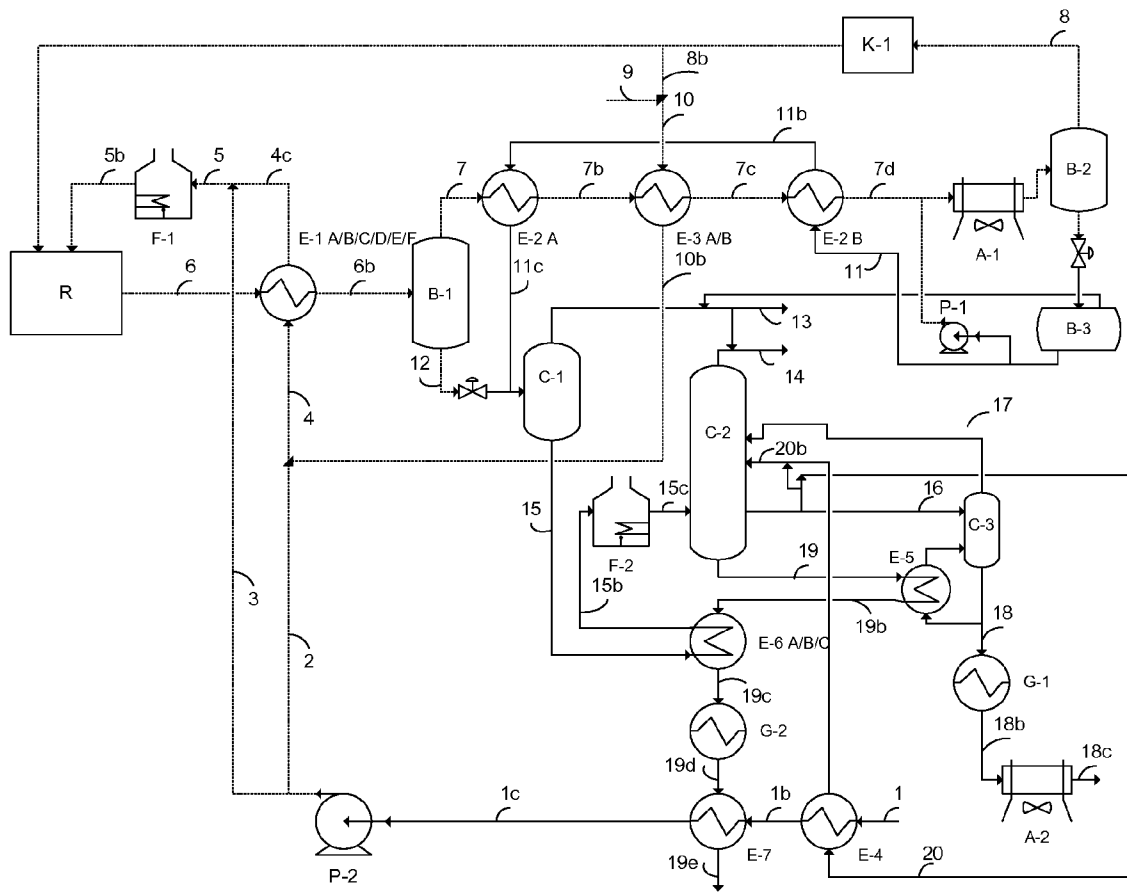 K-1
8
9
8b
10
11b
5b
5
4c
7
7b
7c
7d
B-2
F-1
E-1 A/B/C/D/E/F
E-2 A
E-3 A/B
E-2 B
A-1
6
6b
11c
10b
11
R
B-1
P-1
B-3
13
12
C-1
14
4
17
C-2
20b
15
15c
16
C-3
F-2
19
E-5
15b
3
19b
18
2
E-6 A/B/C
19c
G-1
G-2
18b
19d
18c
1c
1b
1
P-2
E-7
E-4
A-2
19e
20